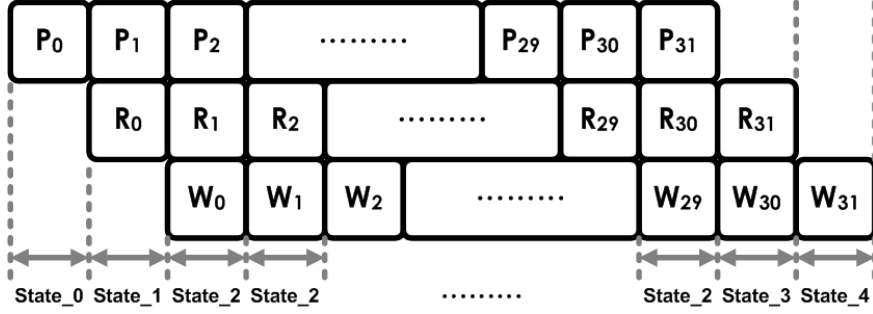 P₀ P₁ P₂ ......... P₂₉ P₃₀ P₃₁
R₀ R₁ R₂ ......... R₂₉ R₃₀ R₃₁
W₀ W₁ W₂ ......... W₂₉ W₃₀ W₃₁
State_0 State_1 State_2 State_2 ......... State_2 State_3 State_4